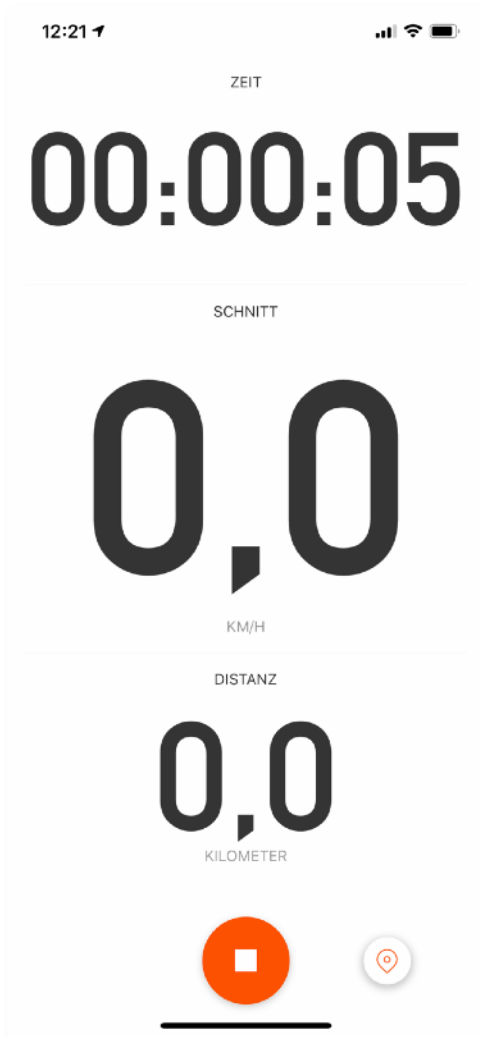 12:21
ZEIT
00:00:05
SCHNITT
0,0
KM/H
DISTANZ
0,0
KILOMETER